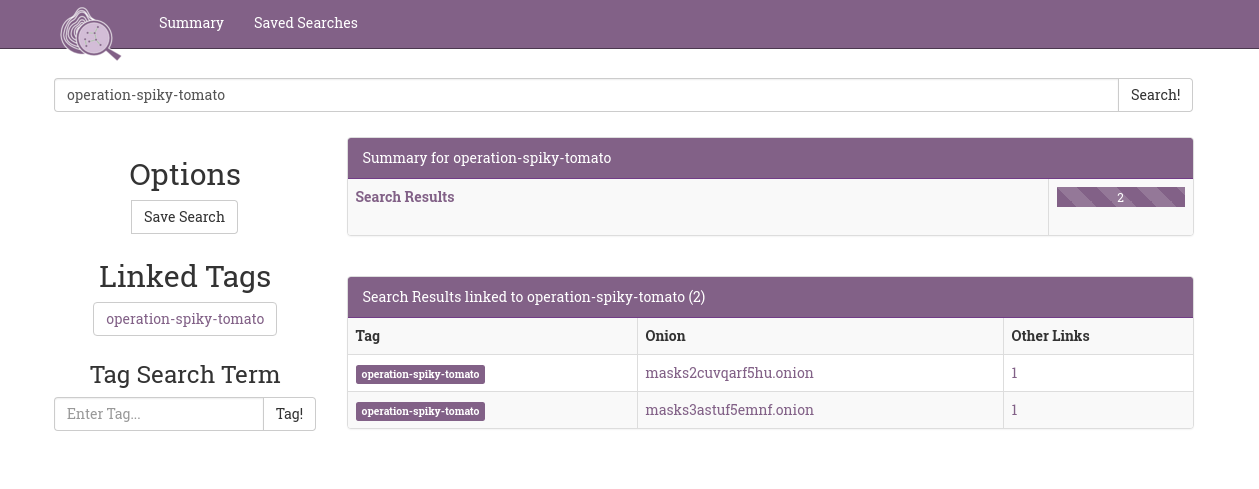 Summary Saved Searches
operation-spiky-tomato Search!
Options
Save Search
Linked Tags
operation-spiky-tomato
Tag Search Term
Enter Tag... Tag!
Summary for operation-spiky-tomato
Search Results 2
Search Results linked to operation-spiky-tomato (2)
Tag Onion Other Links
operation-spiky-tomato masks2cuvqarf5hu.onion 1
operation-spiky-tomato masks3astuf5emnf.onion 1